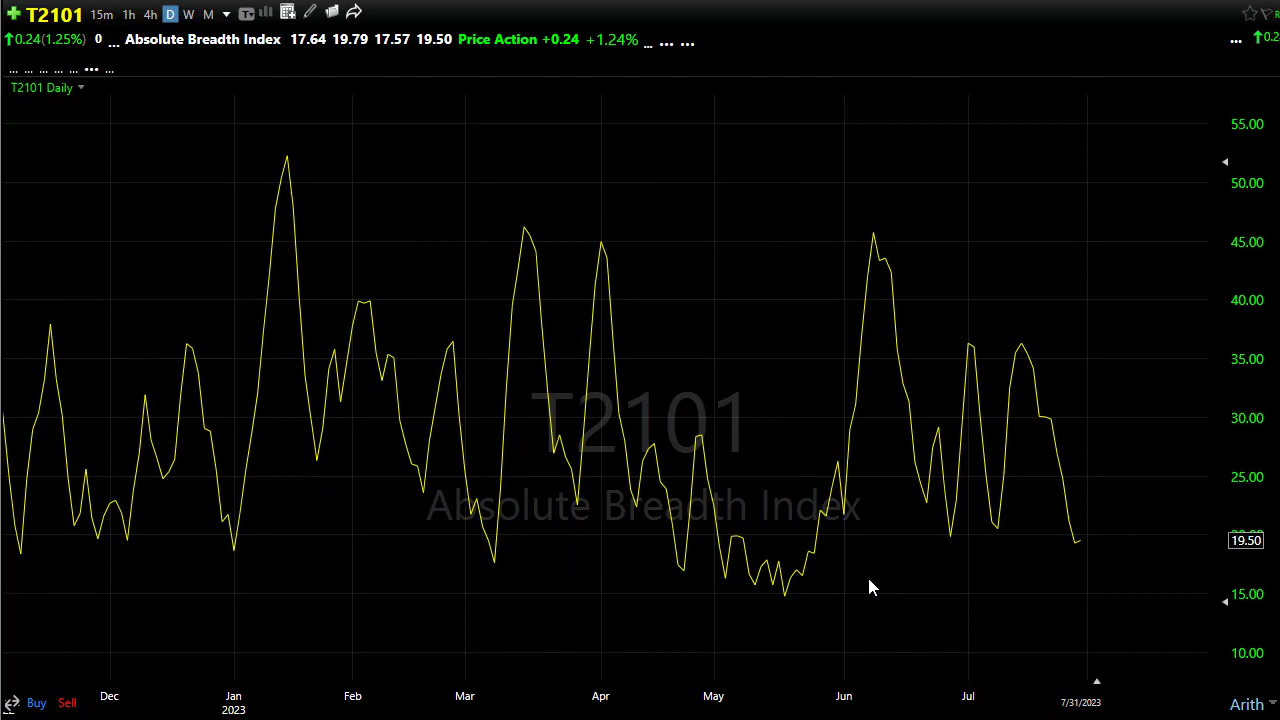 T2101 15m 1h 4h D W M T
0.24(1.25%) 0 ... Absolute Breadth Index 17.64 19.79 17.57 19.50 Price Action +0.24 +1.24% ... ... ... ... 0.2
... ... ... ... ... ... ...
T2101 Daily
55.00
50.00
45.00
40.00
35.00
30.00
25.00
19.50
15.00
10.00
T2101
Absolute Breadth Index
Dec Jan Feb Mar Apr May Jun Jul
2023 7/31/2023
Buy Sell Arith